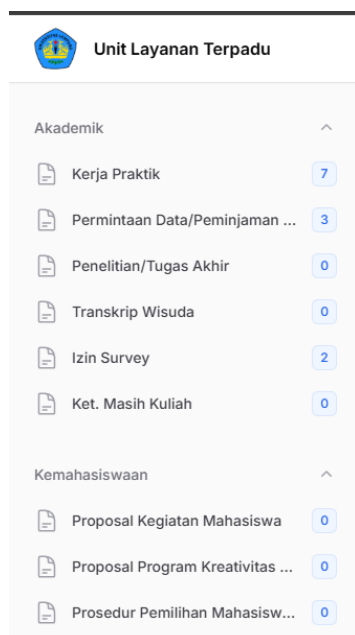 Unit Layanan Terpadu
Akademik
Kerja Praktik 7
Permintaan Data/Peminjaman ... 3
Penelitian/Tugas Akhir 0
Transkrip Wisuda 0
Izin Survey 2
Ket. Masih Kuliah 0
Kemahasiswaan
Proposal Kegiatan Mahasiswa 0
Proposal Program Kreativitas ... 0
Prosedur Pemilihan Mahasisw... 0